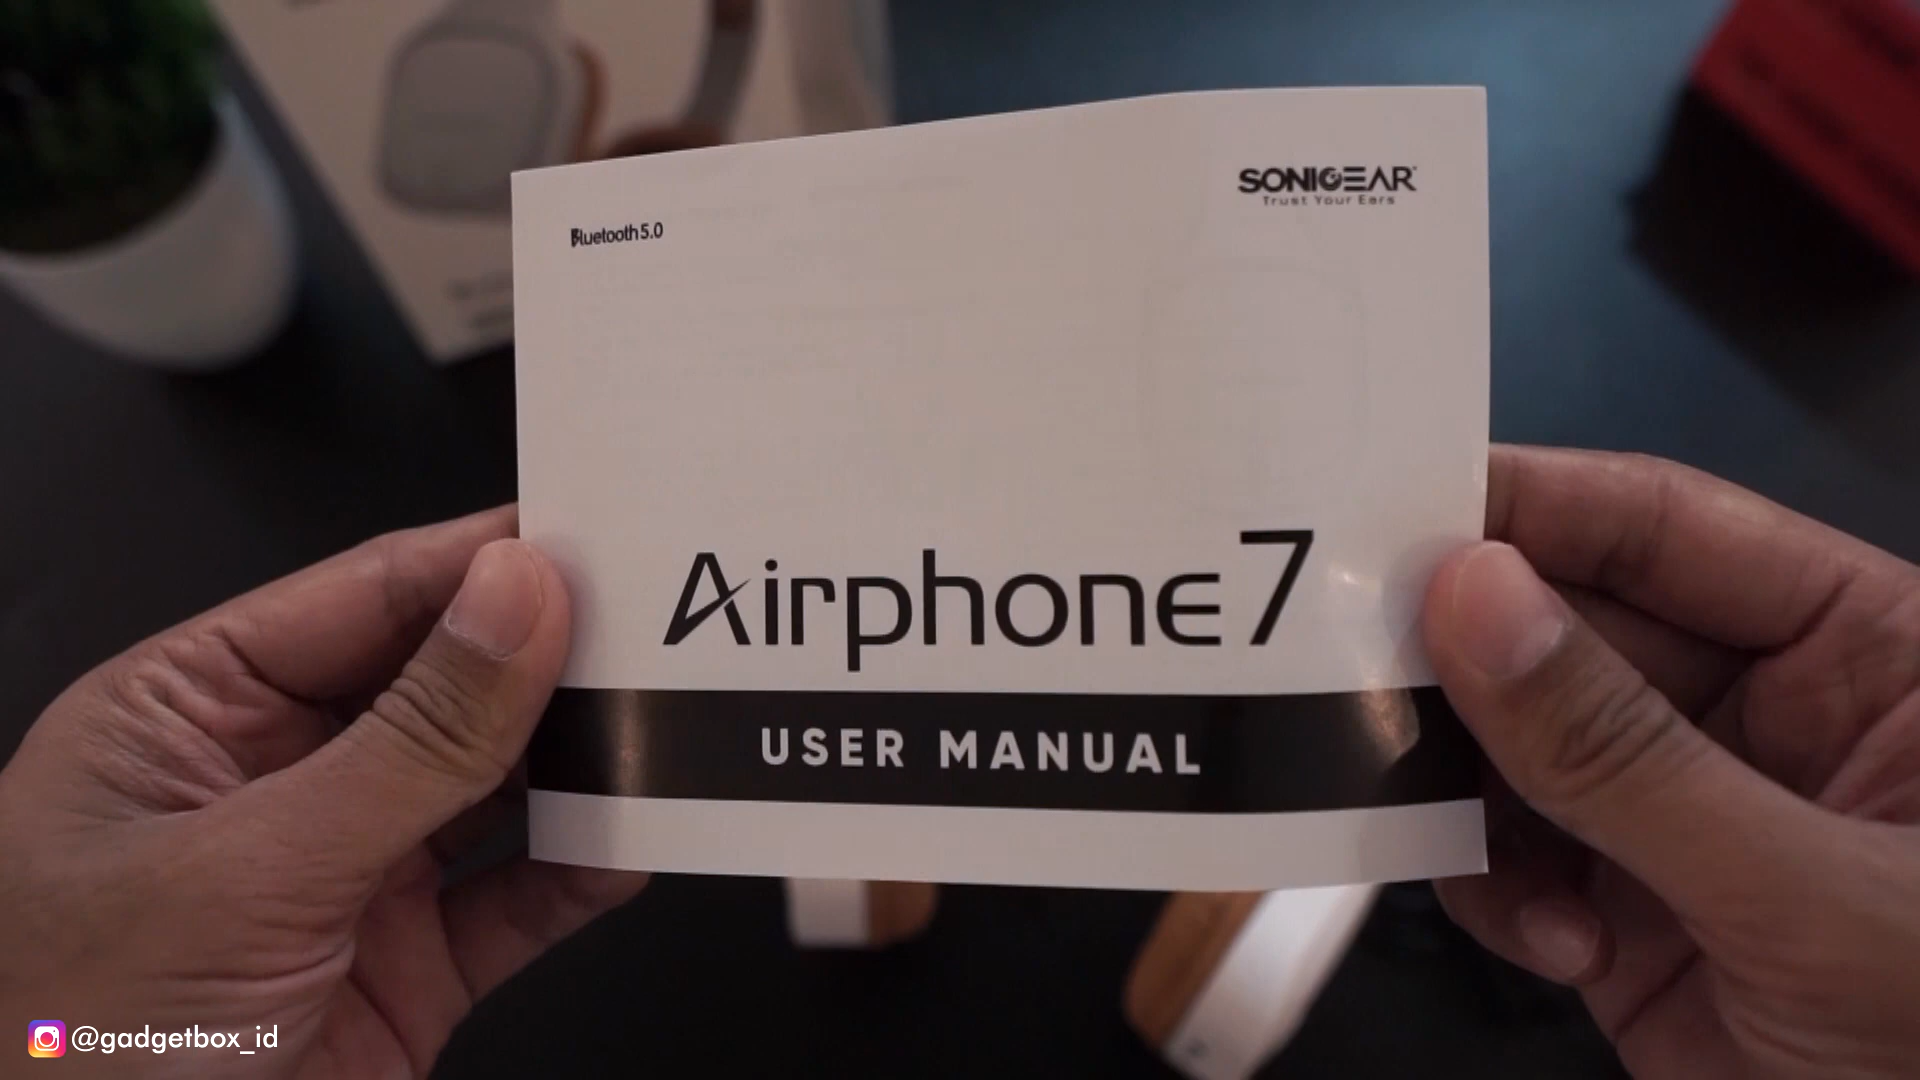 SONICGEAR
Trust Your Ears
Bluetooth 5.0
Airphone 7
USER MANUAL
@gadgetbox_id